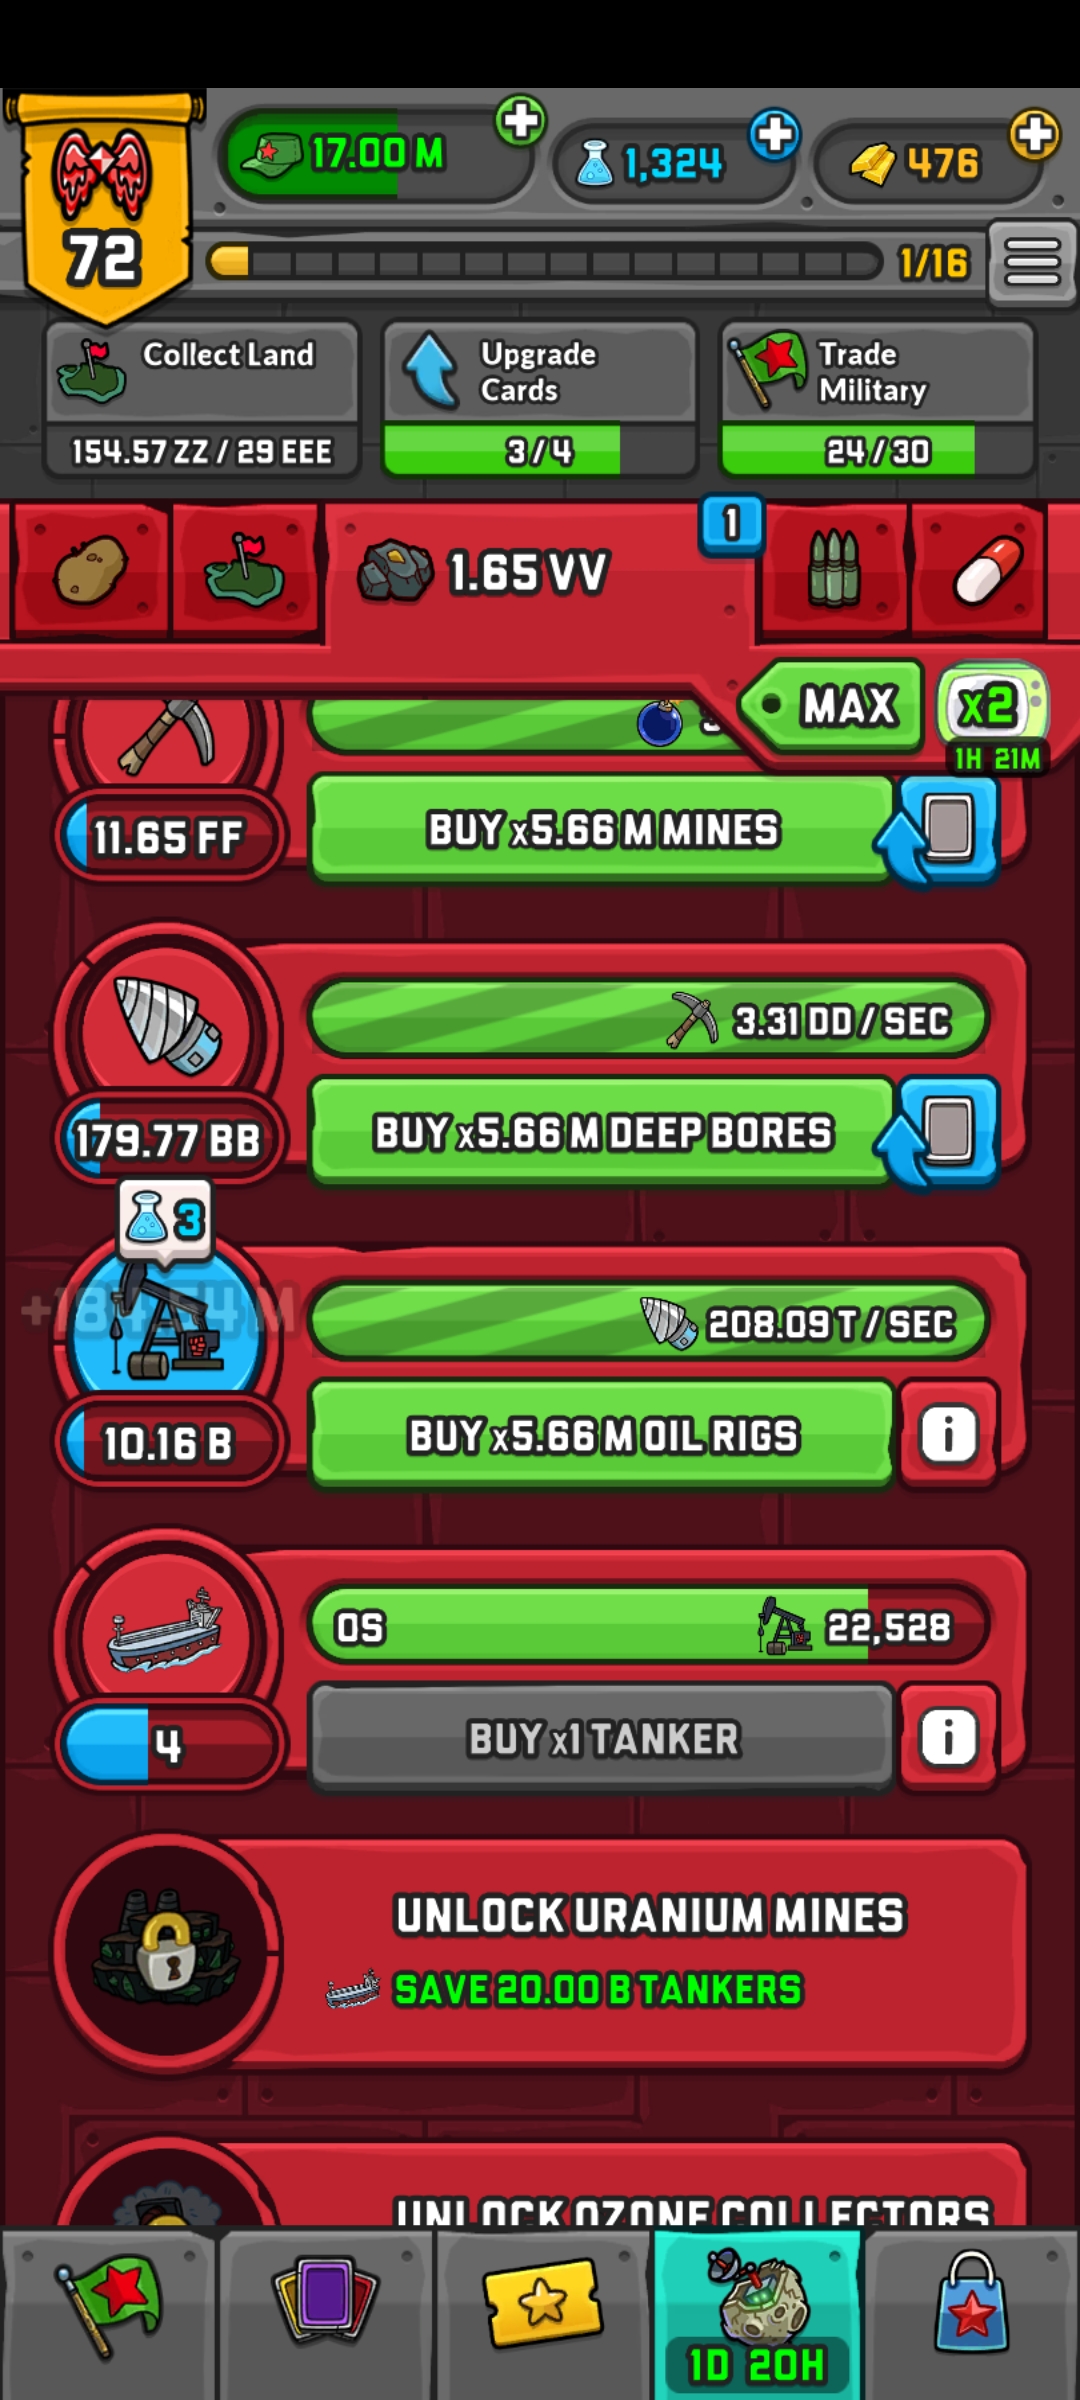 17.00 M
1,324
476
72
1/16
Collect Land
154.57 ZZ / 29 EEE
Upgrade
Cards
3/4
Trade
Military
24/30
1.65 VV
1
MAX
x2
1H 21M
11.65 FF
BUY x5.66 M MINES
3.31 DD / SEC
179.77 BB
BUY x5.66 M DEEP BORES
3
208.09 T / SEC
10.16 B
BUY x5.66 M OIL RIGS
i
0S
22,528
4
BUY x1 TANKER
i
UNLOCK URANIUM MINES
SAVE 20.00 B TANKERS
UNLOCK OZONE COLLECTORS
1D 20H